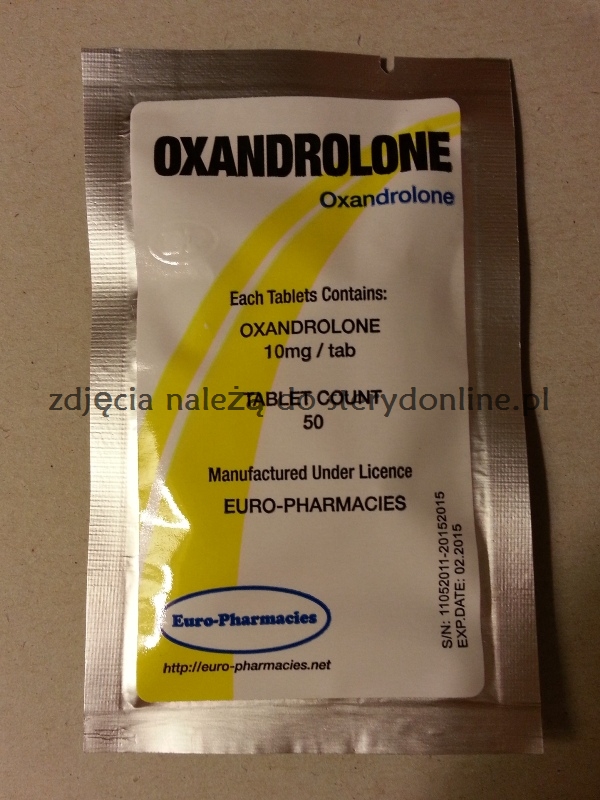 OXANDROLONE
Oxandrolone
Each Tablets Contains:
OXANDROLONE
10mg / tab
zdjęcia należą do sterydonline.pl
TABLET COUNT
50
Manufactured Under Licence
EURO-PHARMACIES
S/N: 11052011-20152015
EXP.DATE: 02.2015
Euro-Pharmacies
http://euro-pharmacies.net